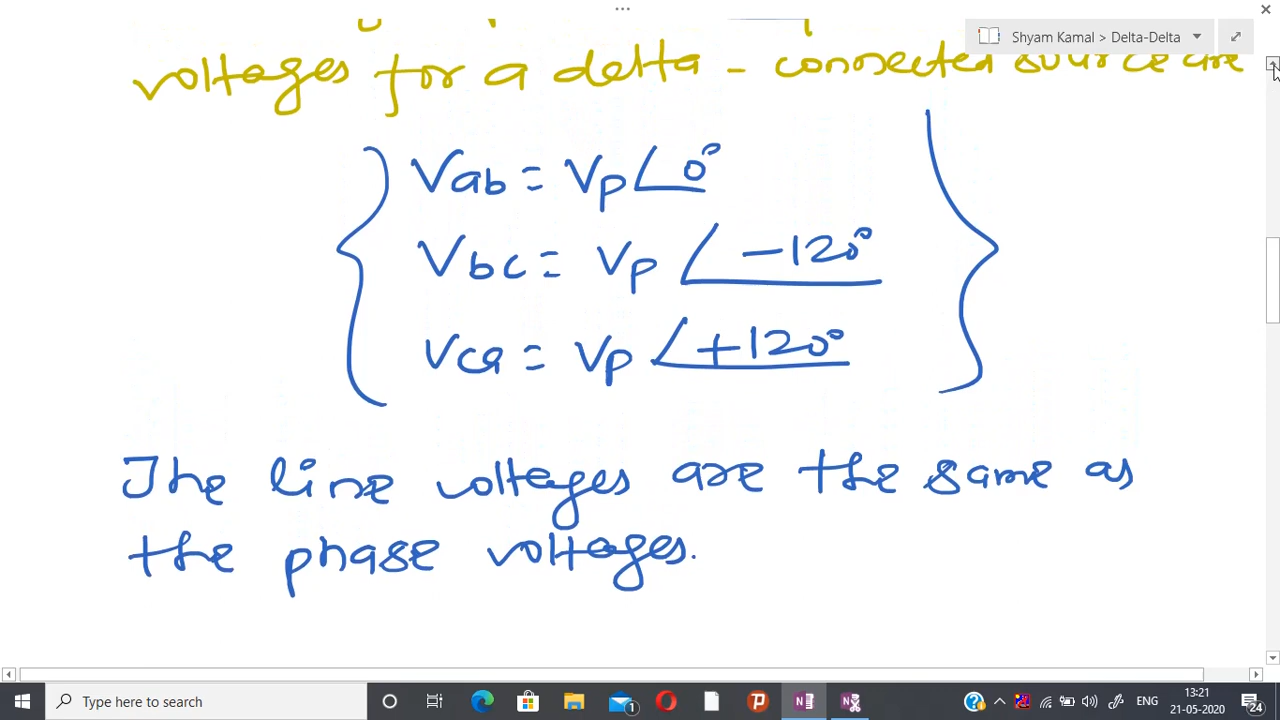 Shyam Kamal > Delta-Delta
voltages for a delta - connected source are
Vab = Vp∠0°
Vbc = Vp∠-120°
Vca = Vp∠+120°
The line voltages are the same as
the phase voltages.
Type here to search
1
ENG
13:21
21-05-2020
24